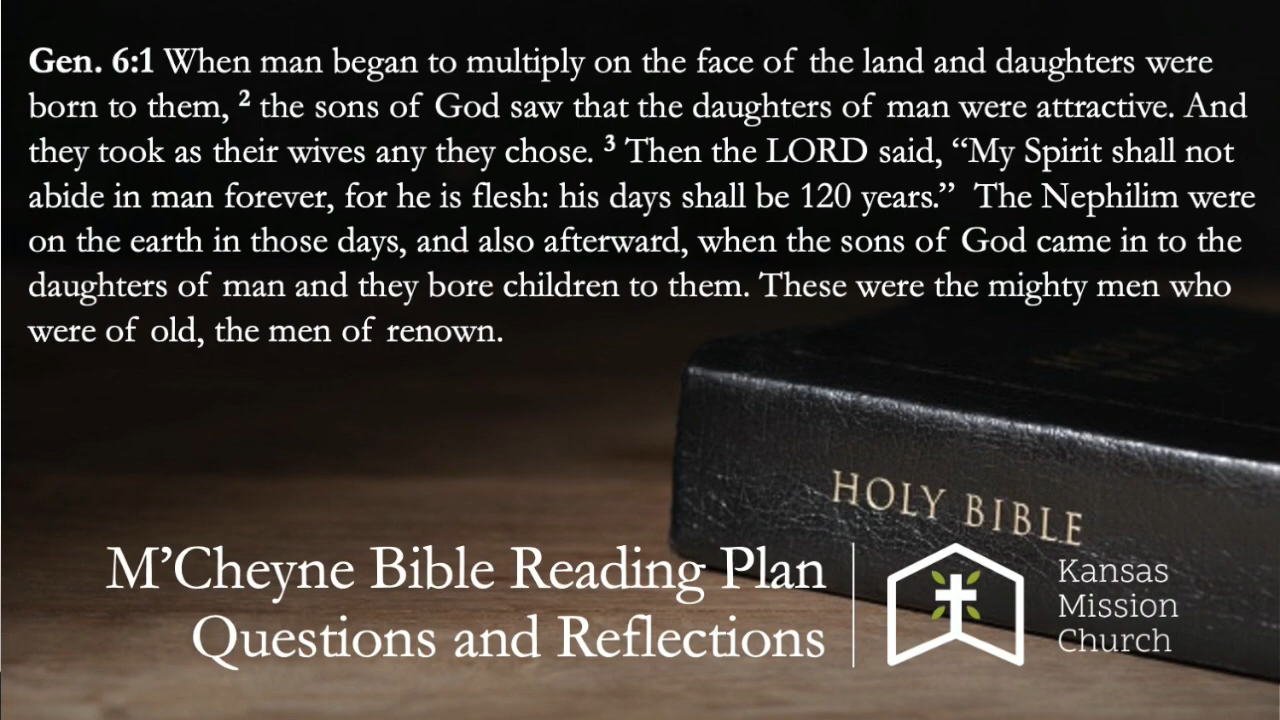 Gen. 6:1 When man began to multiply on the face of the land and daughters were
born to them, ² the sons of God saw that the daughters of man were attractive. And
they took as their wives any they chose. ³ Then the LORD said, “My Spirit shall not
abide in man forever, for he is flesh: his days shall be 120 years.” The Nephilim were
on the earth in those days, and also afterward, when the sons of God came in to the
daughters of man and they bore children to them. These were the mighty men who
were of old, the men of renown.
HOLY BIBLE
HOLY BIBLE
M’Cheyne Bible Reading Plan
Questions and Reflections
Kansas
Mission
Church